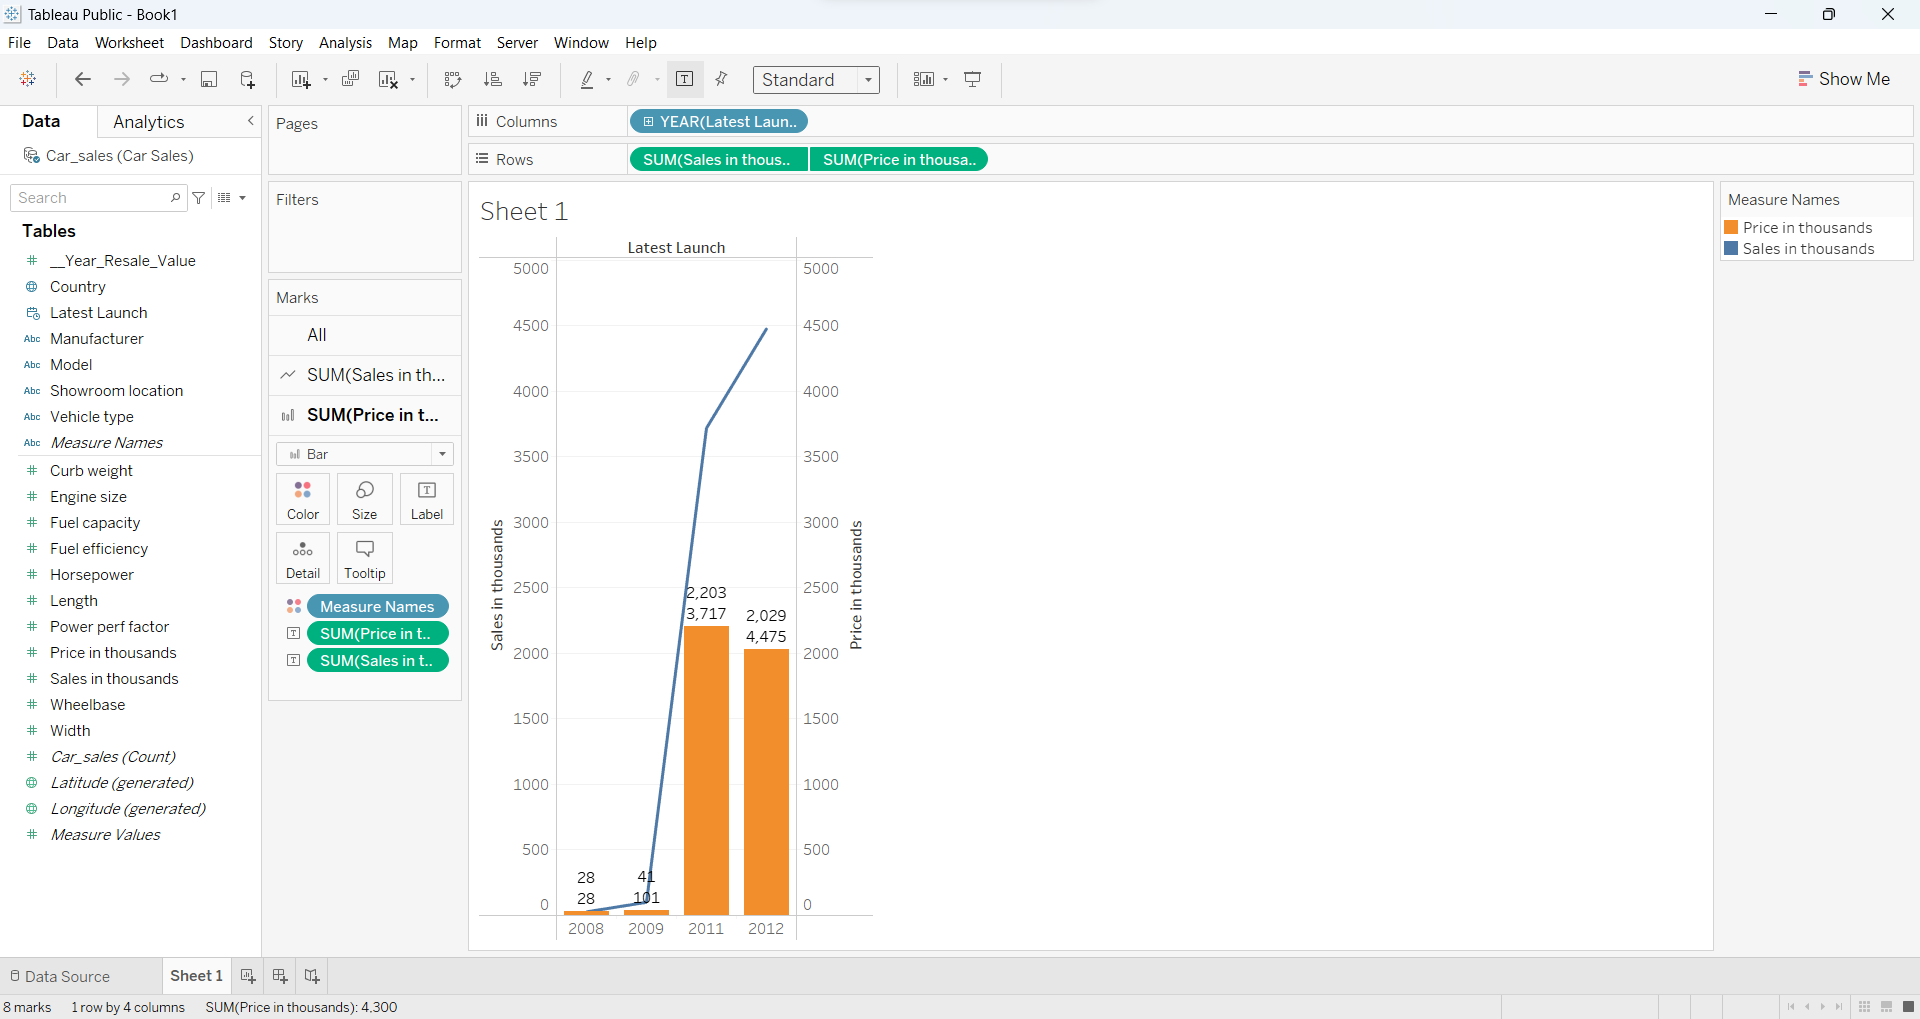 Tableau Public - Book1
File Data Worksheet Dashboard Story Analysis Map Format Server Window Help
Standard
Show Me
Data Analytics
Car_sales (Car Sales)
Search
Tables
__Year_Resale_Value
Country
Latest Launch
Abc Manufacturer
Abc Model
Abc Showroom location
Abc Vehicle type
Abc Measure Names
Curb weight
Engine size
Fuel capacity
Fuel efficiency
Horsepower
Length
Power perf factor
Price in thousands
Sales in thousands
Wheelbase
Width
Car_sales (Count)
Latitude (generated)
Longitude (generated)
Measure Values
Pages
Filters
Marks
All
SUM(Sales in th...
SUM(Price in t...
Bar
Color Size Label
Detail Tooltip
Measure Names
SUM(Price in t..
SUM(Sales in t..
Columns YEAR(Latest Laun..
Rows SUM(Sales in thous.. SUM(Price in thousa..
Sheet 1
Latest Launch
5000
4500
4000
3500
3000
2500
2000
1500
1000
500
0
Sales in thousands
28
28
41
101
2,203
3,717
2,029
4,475
5000
4500
4000
3500
3000
2500
2000
1500
1000
500
0
Price in thousands
2008 2009 2011 2012
Measure Names
Price in thousands
Sales in thousands
Data Source Sheet 1
8 marks 1 row by 4 columns SUM(Price in thousands): 4,300